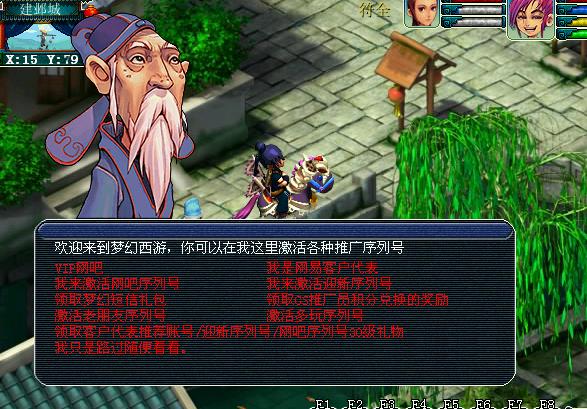 建邺城
符全
X:15 Y:79
欢迎来到梦幻西游，你可以在我这里激活各种推广序列号
VIP网吧 我是网易客户代表
我来激活网吧序列号 我来激活迎新序列号
领取梦幻短信礼包 领取CS推广员积分兑换的奖励
激活老朋友序列号 激活多玩序列号
领取客户代表推荐账号/迎新序列号/网吧序列号30级礼物
我只是路过随便看看。
F1 F2 F3 F4 F5 F6 F7 F8